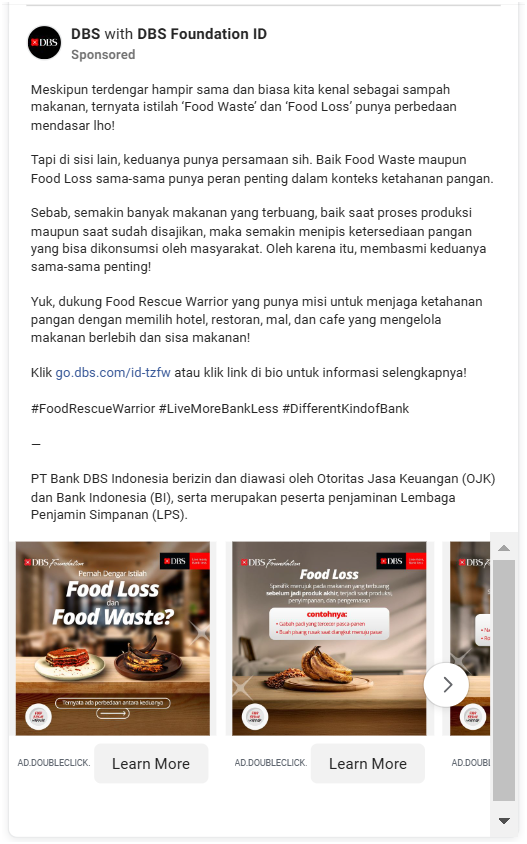 DBS with DBS Foundation ID
Sponsored
Meskipun terdengar hampir sama dan biasa kita kenal sebagai sampah
makanan, ternyata istilah ‘Food Waste’ dan ‘Food Loss’ punya perbedaan
mendasar lho!
Tapi di sisi lain, keduanya punya persamaan sih. Baik Food Waste maupun
Food Loss sama-sama punya peran penting dalam konteks ketahanan pangan.
Sebab, semakin banyak makanan yang terbuang, baik saat proses produksi
maupun saat sudah disajikan, maka semakin menipis ketersediaan pangan
yang bisa dikonsumsi oleh masyarakat. Oleh karena itu, membasmi keduanya
sama-sama penting!
Yuk, dukung Food Rescue Warrior yang punya misi untuk menjaga ketahanan
pangan dengan memilih hotel, restoran, mal, dan cafe yang mengelola
makanan berlebih dan sisa makanan!
Klik go.dbs.com/id-tzfw atau klik link di bio untuk informasi selengkapnya!
#FoodRescueWarrior #LiveMoreBankLess #DifferentKindofBank
—
PT Bank DBS Indonesia berizin dan diawasi oleh Otoritas Jasa Keuangan (OJK)
dan Bank Indonesia (BI), serta merupakan peserta penjaminan Lembaga
Penjamin Simpanan (LPS).
DBS Foundation
DBS
Pernah Dengar Istilah
Food Loss
dan
Food Waste?
Ternyata ada perbedaan antara keduanya
DBS Foundation
DBS
Food Loss
Spesifik merujuk pada makanan yang terbuang
sebelum jadi produk akhir, terjadi saat produksi,
penyimpanan, dan pengemasan
contohnya:
• Gabah padi yang tercecer pasca panen
• Buah pisang rusak saat diangkut menuju pasar
DBS
AD.DOUBLECLICK.
Learn More
AD.DOUBLECLICK.
Learn More
AD.DOUBL